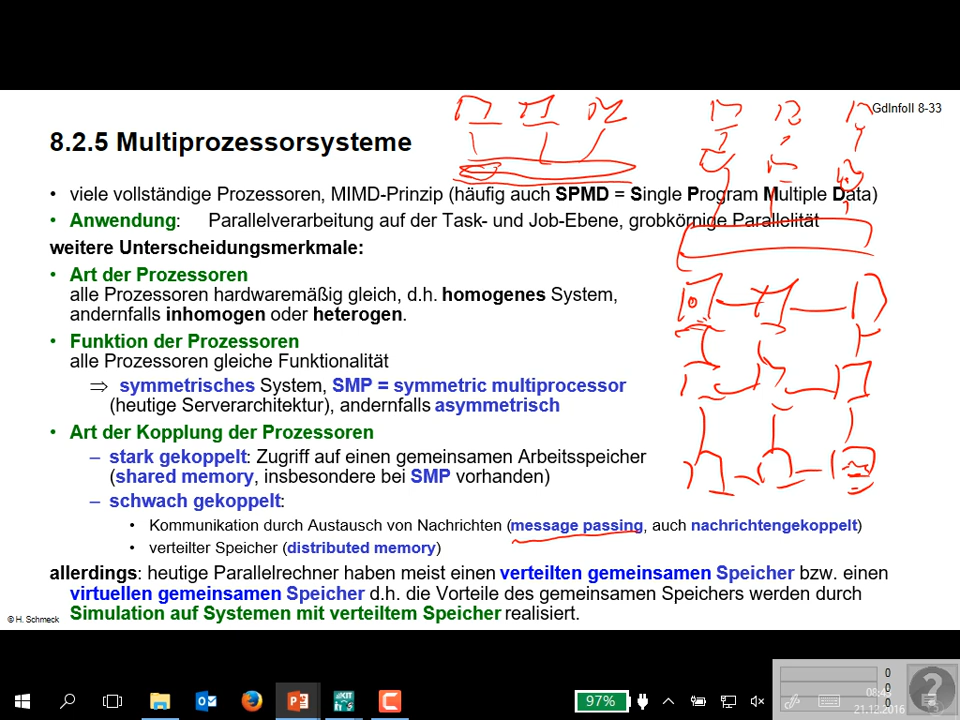 GdInfoII 8-33
8.2.5 Multiprozessorsysteme
• viele vollständige Prozessoren, MIMD-Prinzip (häufig auch SPMD = Single Program Multiple Data)
• Anwendung: Parallelverarbeitung auf der Task- und Job-Ebene, grobkörnige Parallelität
weitere Unterscheidungsmerkmale:
• Art der Prozessoren
alle Prozessoren hardwaremäßig gleich, d.h. homogenes System,
andernfalls inhomogen oder heterogen.
• Funktion der Prozessoren
alle Prozessoren gleiche Funktionalität
⇒ symmetrisches System, SMP = symmetric multiprocessor
(heutige Serverarchitektur), andernfalls asymmetrisch
• Art der Kopplung der Prozessoren
– stark gekoppelt: Zugriff auf einen gemeinsamen Arbeitsspeicher
(shared memory, insbesondere bei SMP vorhanden)
– schwach gekoppelt:
• Kommunikation durch Austausch von Nachrichten (message passing, auch nachrichtengekoppelt)
• verteilter Speicher (distributed memory)
allerdings: heutige Parallelrechner haben meist einen verteilten gemeinsamen Speicher bzw. einen
virtuellen gemeinsamen Speicher d.h. die Vorteile des gemeinsamen Speichers werden durch
Simulation auf Systemen mit verteiltem Speicher realisiert.
© H. Schmeck
97%
0
0
0
08:43
21.12.2016